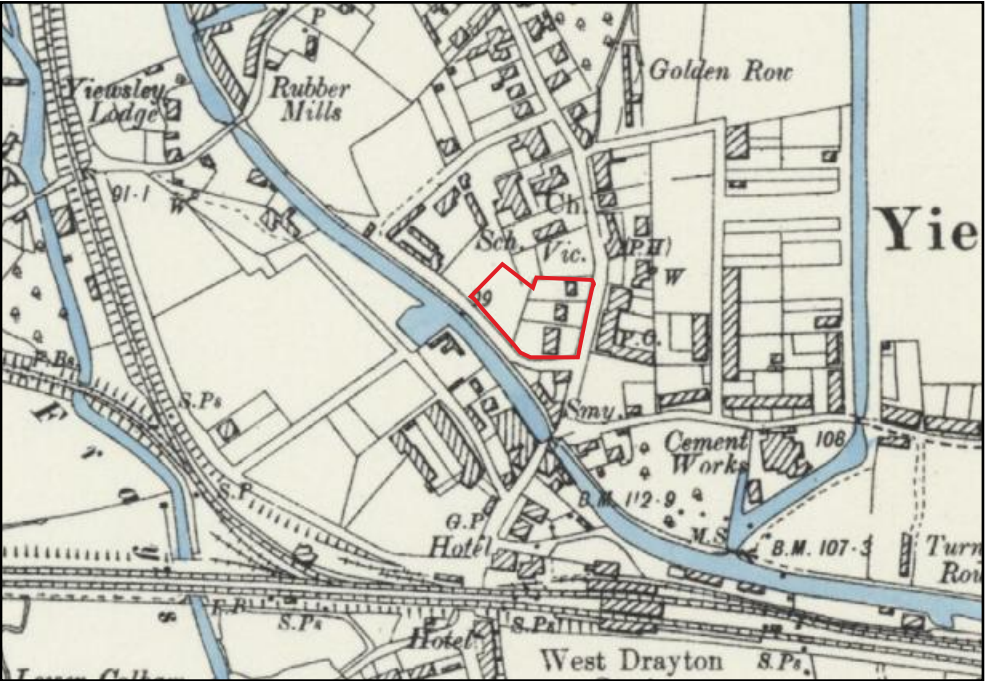 P
Golden Row
Yiewsley
Lodge
Rubber
Mills
91·1
W
Ch
Sch.
Vic.
(P.H)
W
Yie
99
P.O.
F.Bs
S.Ps
Smy.
Cement
Works
108
S.P.
B.M. 112·9
G.P
Hotel
M.S.
B.M. 107·3
Turn
Row
F.B.
S.Ps
Hotel
S.Ps
West Drayton
S.Ps.